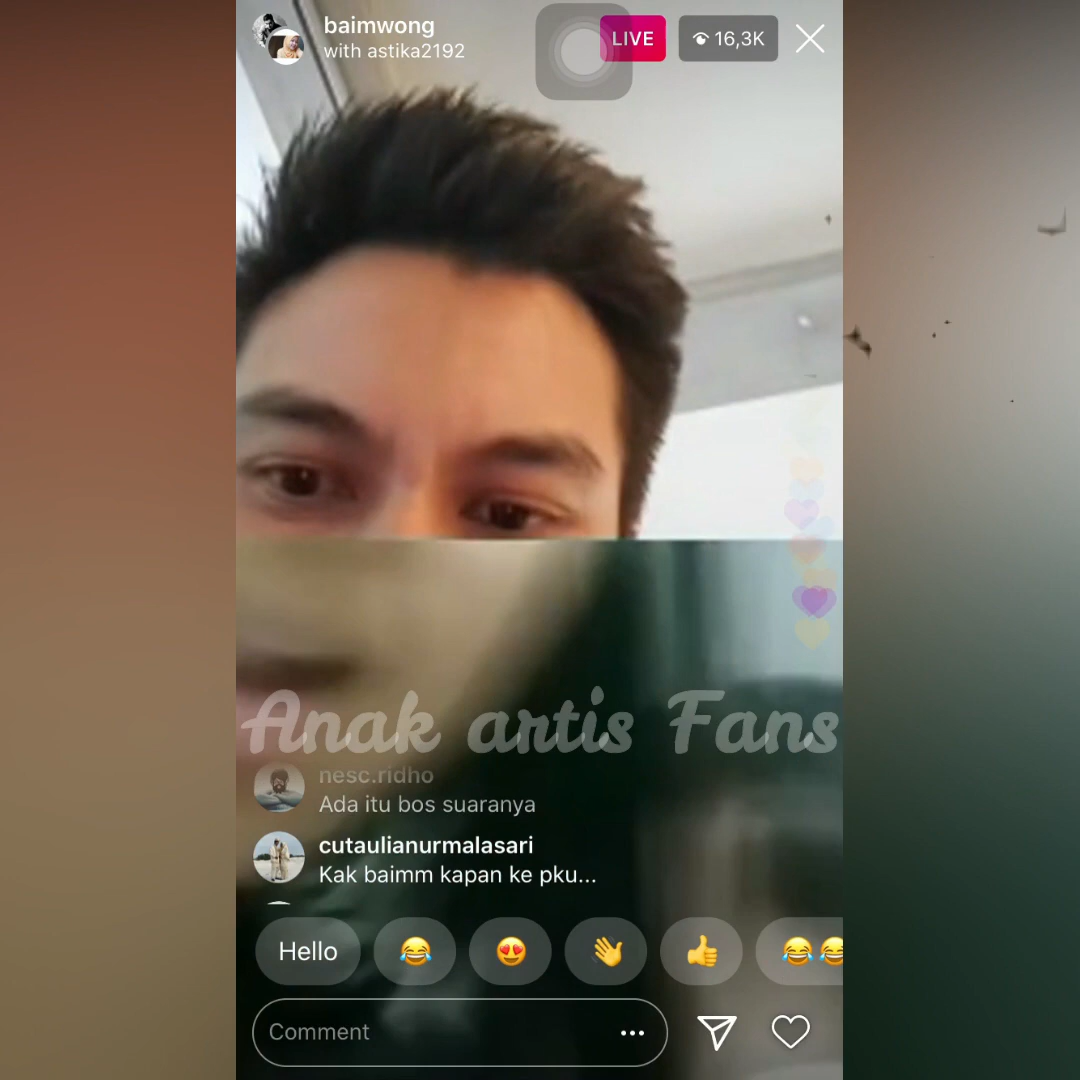 baimwong
with astika2192
LIVE
16,3K
Anak artis Fans
nesc.ridho
Ada itu bos suaranya
cutaulianurmalasari
Kak baimm kapan ke pku...
Hello
Comment